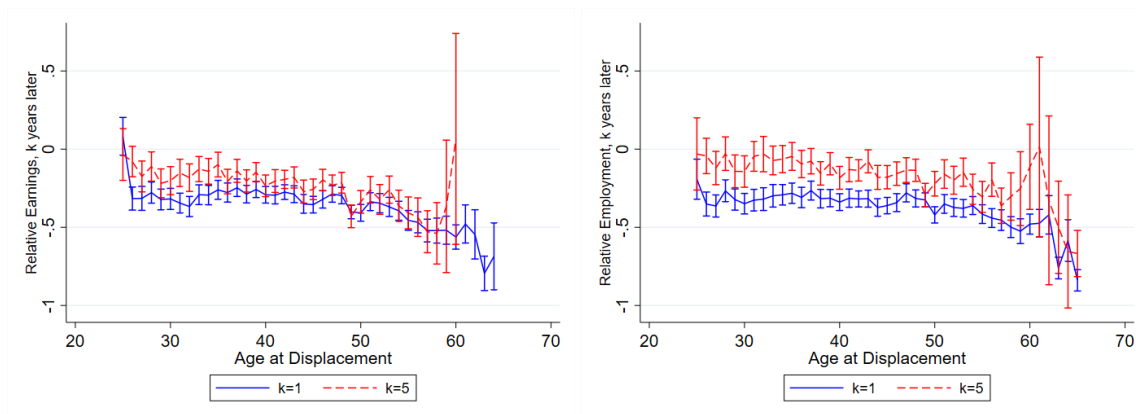 Relative Earnings, k years later
.5
0
-.5
-1
20 30 40 50 60 70
Age at Displacement
k=1 k=5
Relative Employment, k years later
.5
0
-.5
-1
20 30 40 50 60 70
Age at Displacement
k=1 k=5